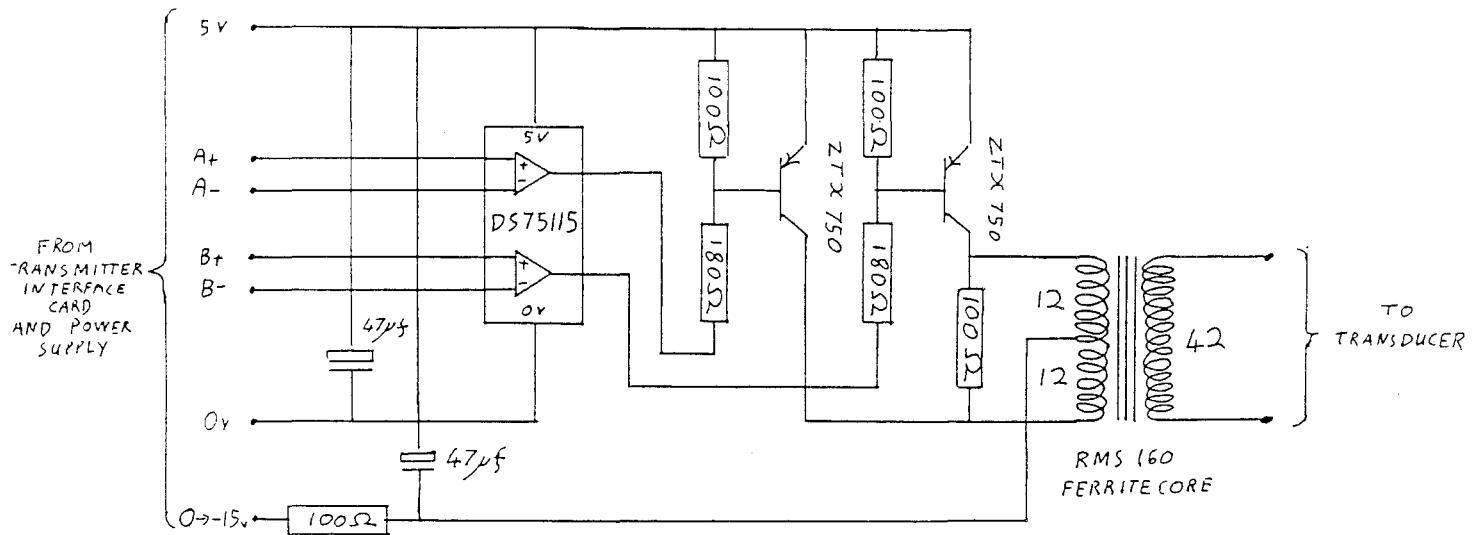 5V
A+
A-
B+
B-
FROM
TRANSMITTER
INTERFACE
CARD
AND POWER
SUPPLY
0V
0→-15v
47µf
47µf
100Ω
5V
+
-
DS75115
+
-
0V
100Ω
180Ω
ZTX 750
100Ω
180Ω
ZTX 750
100Ω
12
12
42
RMS 160
FERRITE CORE
TO
TRANSDUCER